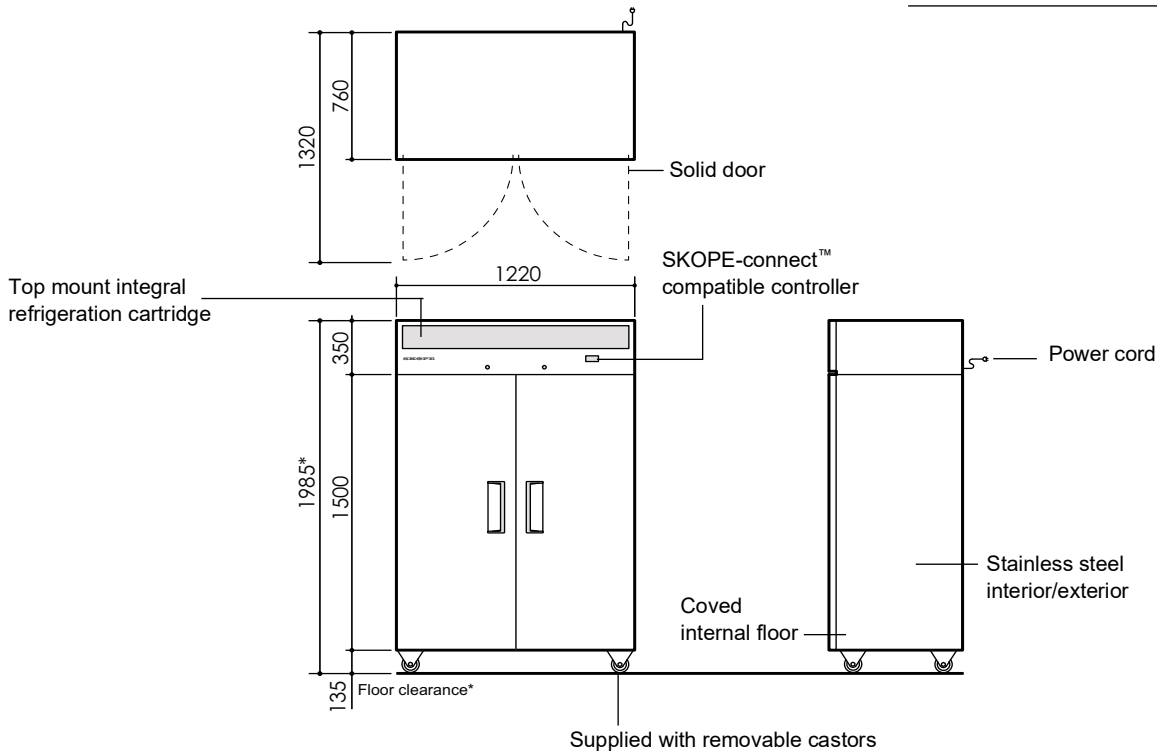 760
1320
Solid door
1220
SKOPE-connect™
compatible controller
Top mount integral
refrigeration cartridge
350
SKOPE
Power cord
1985*
1500
Stainless steel
interior/exterior
Coved
internal floor
135
Floor clearance*
Supplied with removable castors